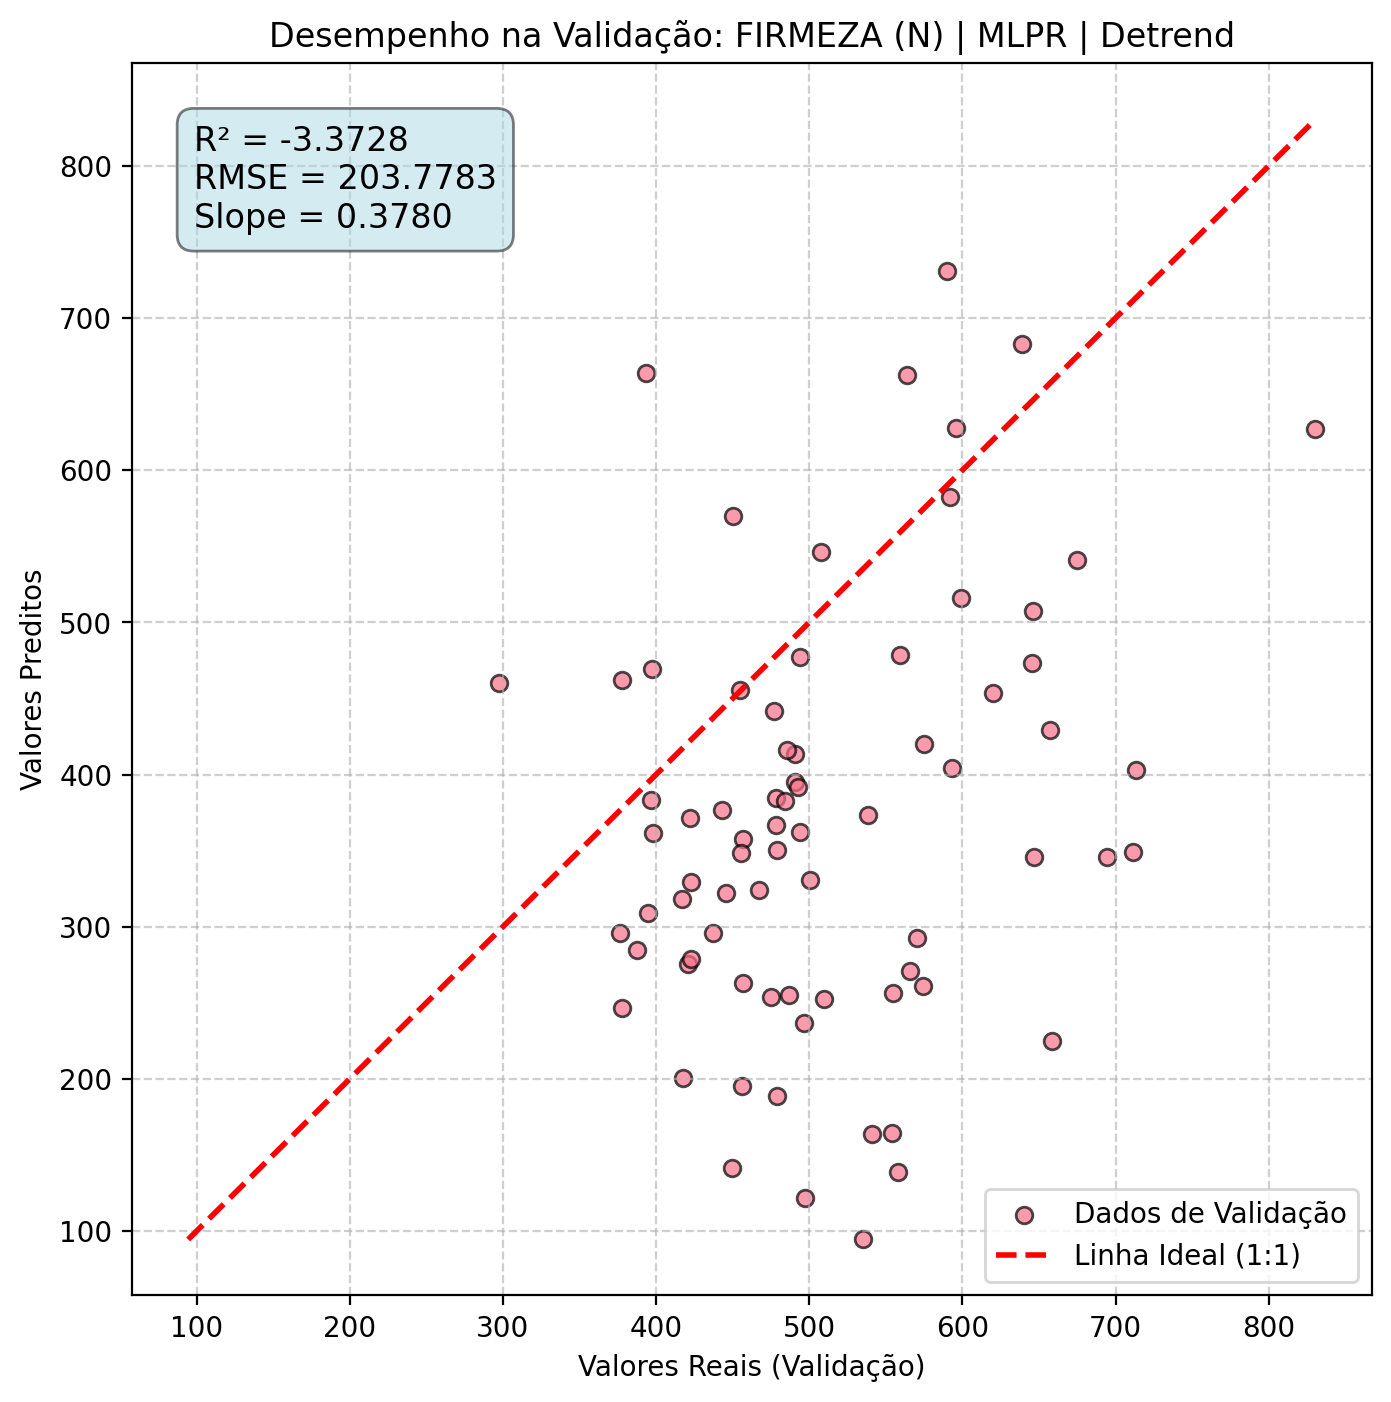 Desempenho na Validação: FIRMEZA (N) | MLPR | Detrend
R² = -3.3728
RMSE = 203.7783
Slope = 0.3780
800
700
600
500
400
300
200
100
Valores Preditos
Dados de Validação
Linha Ideal (1:1)
100 200 300 400 500 600 700 800
Valores Reais (Validação)